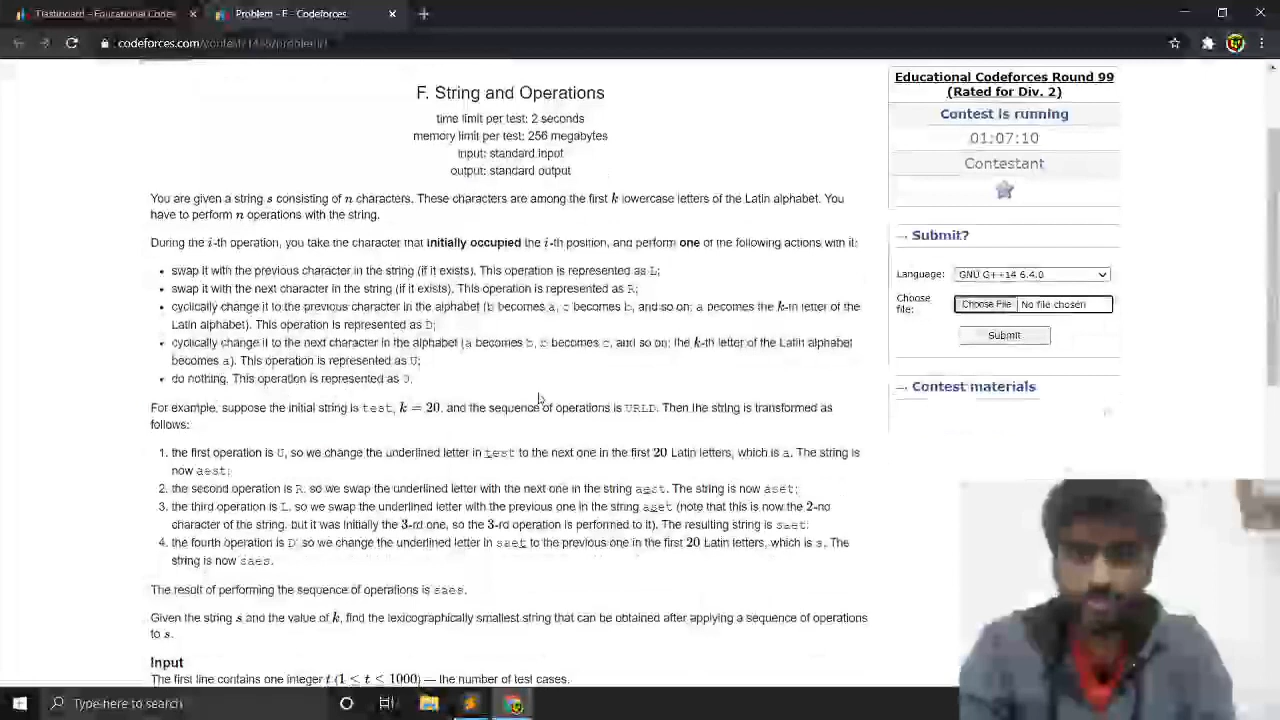 Dashboard - Educational Codes
Problem - F - Codeforces
codeforces.com/contest/1455/problem/F
F. String and Operations
time limit per test: 2 seconds
memory limit per test: 256 megabytes
input: standard input
output: standard output
You are given a string s consisting of n characters. These characters are among the first k lowercase letters of the Latin alphabet. You
have to perform n operations with the string.
During the i-th operation, you take the character that initially occupied the i-th position, and perform one of the following actions with it:
• swap it with the previous character in the string (if it exists). This operation is represented as L;
• swap it with the next character in the string (if it exists). This operation is represented as R;
• cyclically change it to the previous character in the alphabet (b becomes a, c becomes b, and so on; a becomes the k-th letter of the
Latin alphabet). This operation is represented as D;
• cyclically change it to the next character in the alphabet (a becomes b, b becomes c, and so on; the k-th letter of the Latin alphabet
becomes a). This operation is represented as U;
• do nothing. This operation is represented as 0.
For example, suppose the initial string is test, k = 20, and the sequence of operations is URLD. Then the string is transformed as
follows:
1. the first operation is U, so we change the underlined letter in test to the next one in the first 20 Latin letters, which is a. The string is
now aest;
2. the second operation is R, so we swap the underlined letter with the next one in the string aest. The string is now aset;
3. the third operation is L, so we swap the underlined letter with the previous one in the string aset (note that this is now the 2-nd
character of the string, but it was initially the 3-rd one, so the 3-rd operation is performed to it). The resulting string is saet;
4. the fourth operation is D, so we change the underlined letter in saet to the previous one in the first 20 Latin letters, which is s. The
string is now saes.
The result of performing the sequence of operations is saes.
Given the string s and the value of k, find the lexicographically smallest string that can be obtained after applying a sequence of operations
to s.
Input
The first line contains one integer t (1 ≤ t ≤ 1000) — the number of test cases.
Educational Codeforces Round 99
(Rated for Div. 2)
Contest is running
01:07:10
Contestant
→ Submit?
Language: GNU G++14 6.4.0
Choose
file: Choose File No file chosen
Submit
→ Contest materials
Type here to search